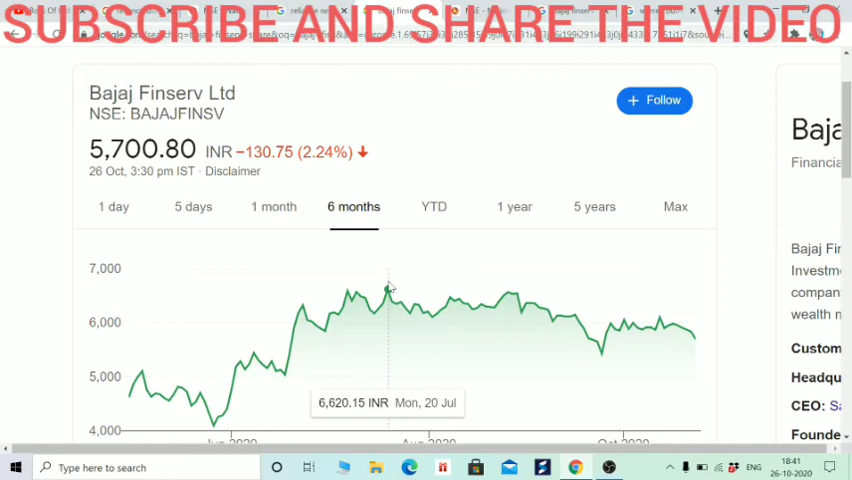 SUBSCRIBE AND SHARE THE VIDEO
Bajaj Finserv Ltd
NSE: BAJAJFINSV
+ Follow
5,700.80 INR −130.75 (2.24%)
26 Oct, 3:30 pm IST · Disclaimer
1 day 5 days 1 month 6 months YTD 1 year 5 years Max
7,000
6,000
5,000
4,000
6,620.15 INR Mon, 20 Jul
Baja
Financia
Bajaj Fi
Investm
compan
wealth n
Custom
Headqu
CEO: Sa
Founde
Type here to search
ENG
18:41
26-10-2020